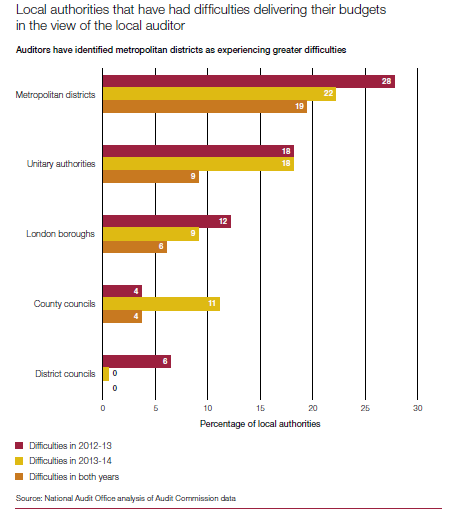 Local authorities that have had difficulties delivering their budgets
in the view of the local auditor
Auditors have identified metropolitan districts as experiencing greater difficulties
Metropolitan districts
28
22
19
Unitary authorities
18
18
9
London boroughs
12
9
6
County councils
4
11
4
District councils
6
0
0
0 5 10 15 20 25 30
Percentage of local authorities
Difficulties in 2012-13
Difficulties in 2013-14
Difficulties in both years
Source: National Audit Office analysis of Audit Commission data